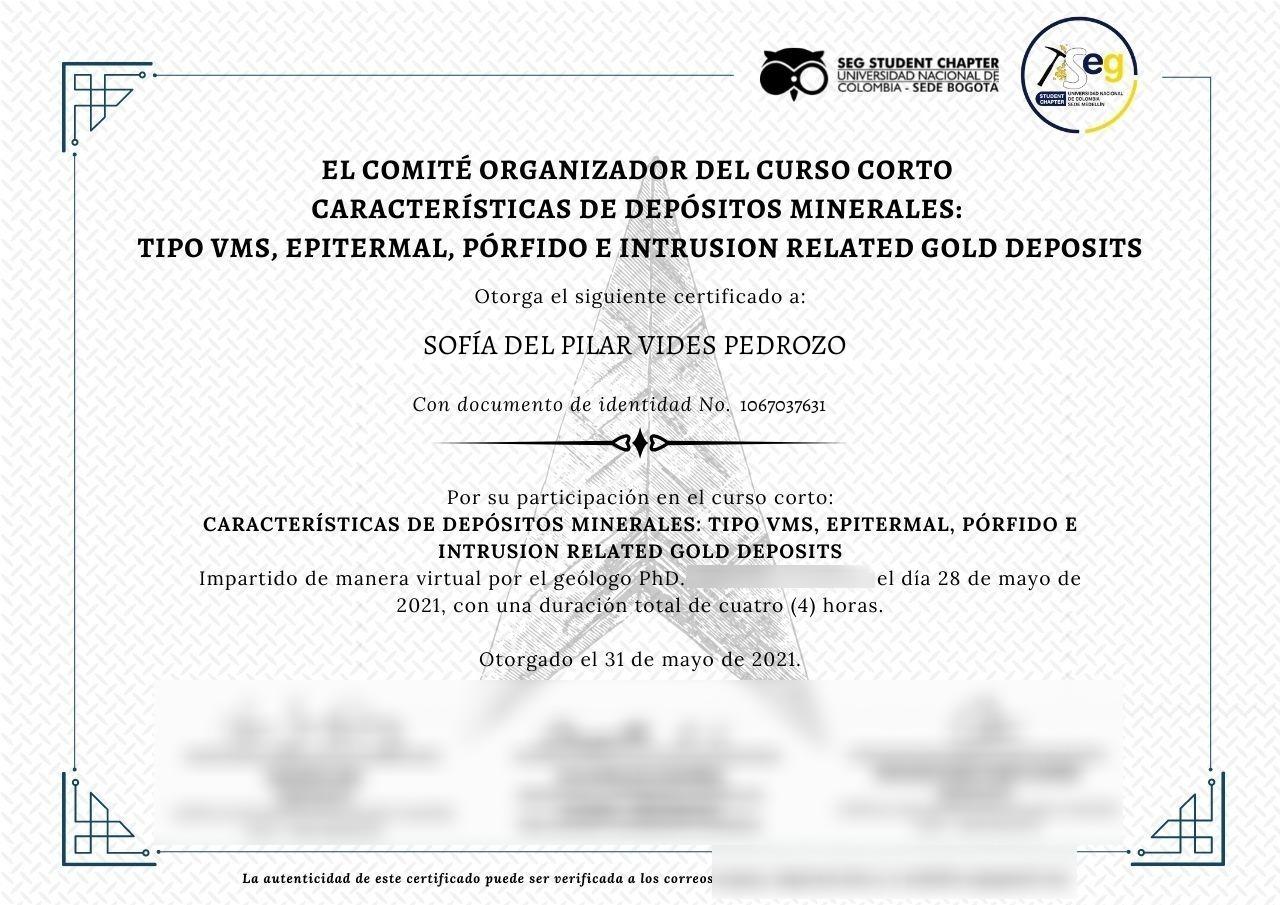 SEG STUDENT CHAPTER
UNIVERSIDAD NACIONAL DE
COLOMBIA - SEDE BOGOTÁ
Seg
STUDENT
CHAPTER
UNIVERSIDAD NACIONAL
DE COLOMBIA
SEDE MEDELLÍN
EL COMITÉ ORGANIZADOR DEL CURSO CORTO
CARACTERÍSTICAS DE DEPÓSITOS MINERALES:
TIPO VMS, EPITERMAL, PÓRFIDO E INTRUSION RELATED GOLD DEPOSITS
Otorga el siguiente certificado a:
SOFÍA DEL PILAR VIDES PEDROZO
Con documento de identidad No. 1067037631
Por su participación en el curso corto:
CARACTERÍSTICAS DE DEPÓSITOS MINERALES: TIPO VMS, EPITERMAL, PÓRFIDO E
INTRUSION RELATED GOLD DEPOSITS
Impartido de manera virtual por el geólogo PhD. el día 28 de mayo de
2021, con una duración total de cuatro (4) horas.
Otorgado el 31 de mayo de 2021.
La autenticidad de este certificado puede ser verificada a los correos